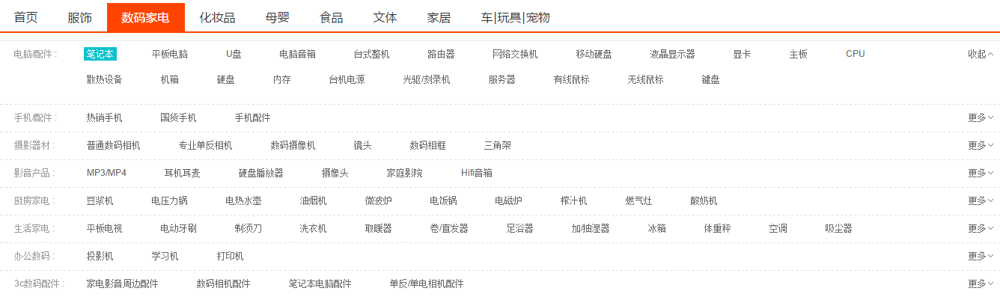 首页 服饰 数码家电 化妆品 母婴 食品 文体 家居 车|玩具|宠物
电脑/配件： 笔记本 平板电脑 U盘 电脑音箱 台式整机 路由器 网络交换机 移动硬盘 液晶显示器 显卡 主板 CPU 收起
散热设备 机箱 硬盘 内存 台机电源 光驱/刻录机 服务器 有线鼠标 无线鼠标 键盘
手机/配件： 热销手机 国货手机 手机配件 更多
摄影器材： 普通数码相机 专业单反相机 数码摄像机 镜头 数码相框 三角架 更多
影音产品： MP3/MP4 耳机耳麦 硬盘播放器 摄像头 家庭影院 Hifi音箱 更多
厨房家电： 豆浆机 电压力锅 电热水壶 油烟机 微波炉 电饭锅 电磁炉 榨汁机 燃气灶 酸奶机 更多
生活家电： 平板电视 电动牙刷 剃须刀 洗衣机 取暖器 卷/直发器 足浴器 加/抽湿器 冰箱 体重秤 空调 吸尘器 更多
办公数码： 投影机 学习机 打印机 更多
3c数码配件： 家电影音周边配件 数码相机配件 笔记本电脑配件 单反/单电相机配件 更多